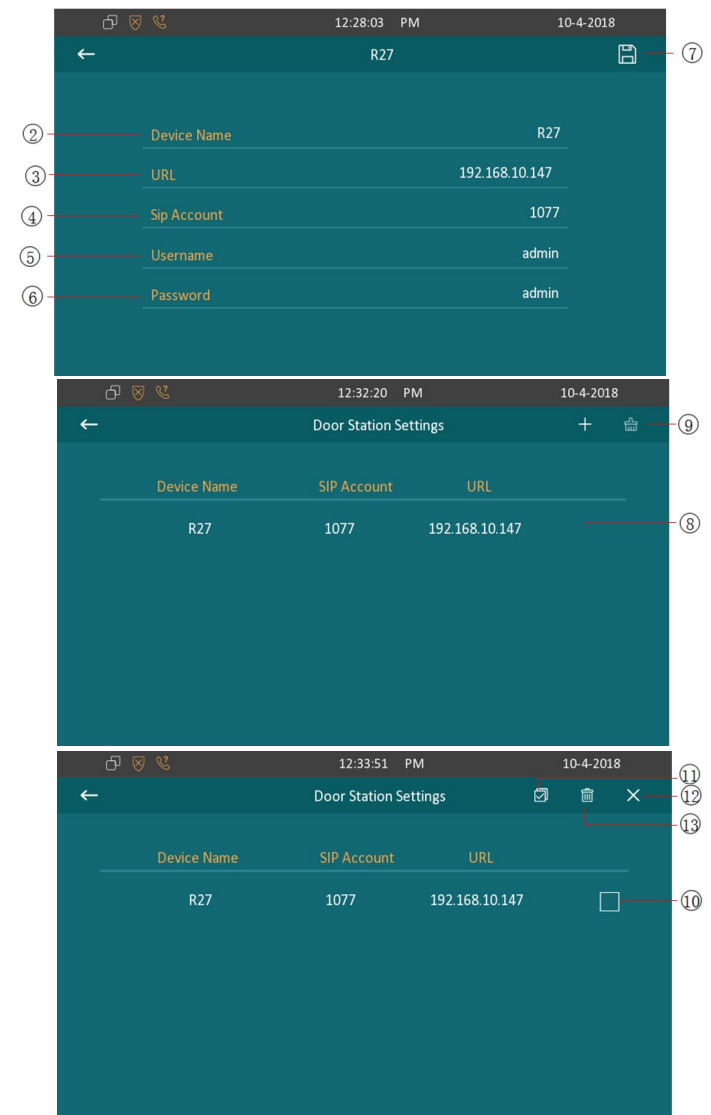 12:28:03 PM 10-4-2018
R27
⑦
② Device Name R27
③ URL 192.168.10.147
④ Sip Account 1077
⑤ Username admin
⑥ Password admin
12:32:20 PM 10-4-2018
Door Station Settings +
⑨
Device Name SIP Account URL
R27 1077 192.168.10.147
⑧
12:33:51 PM 10-4-2018
⑪
Door Station Settings
⑫
⑬
Device Name SIP Account URL
R27 1077 192.168.10.147
⑩